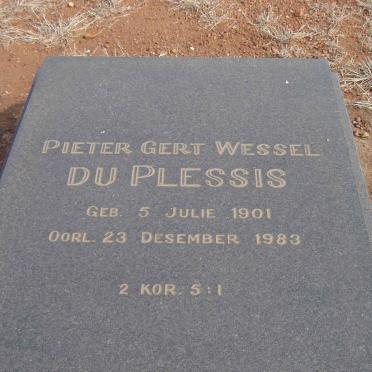 Pieter Gert Wessel
du Plessis
Geb. 5 Julie 1901
Oorl. 23 Desember 1983
2 Kor. 5:1